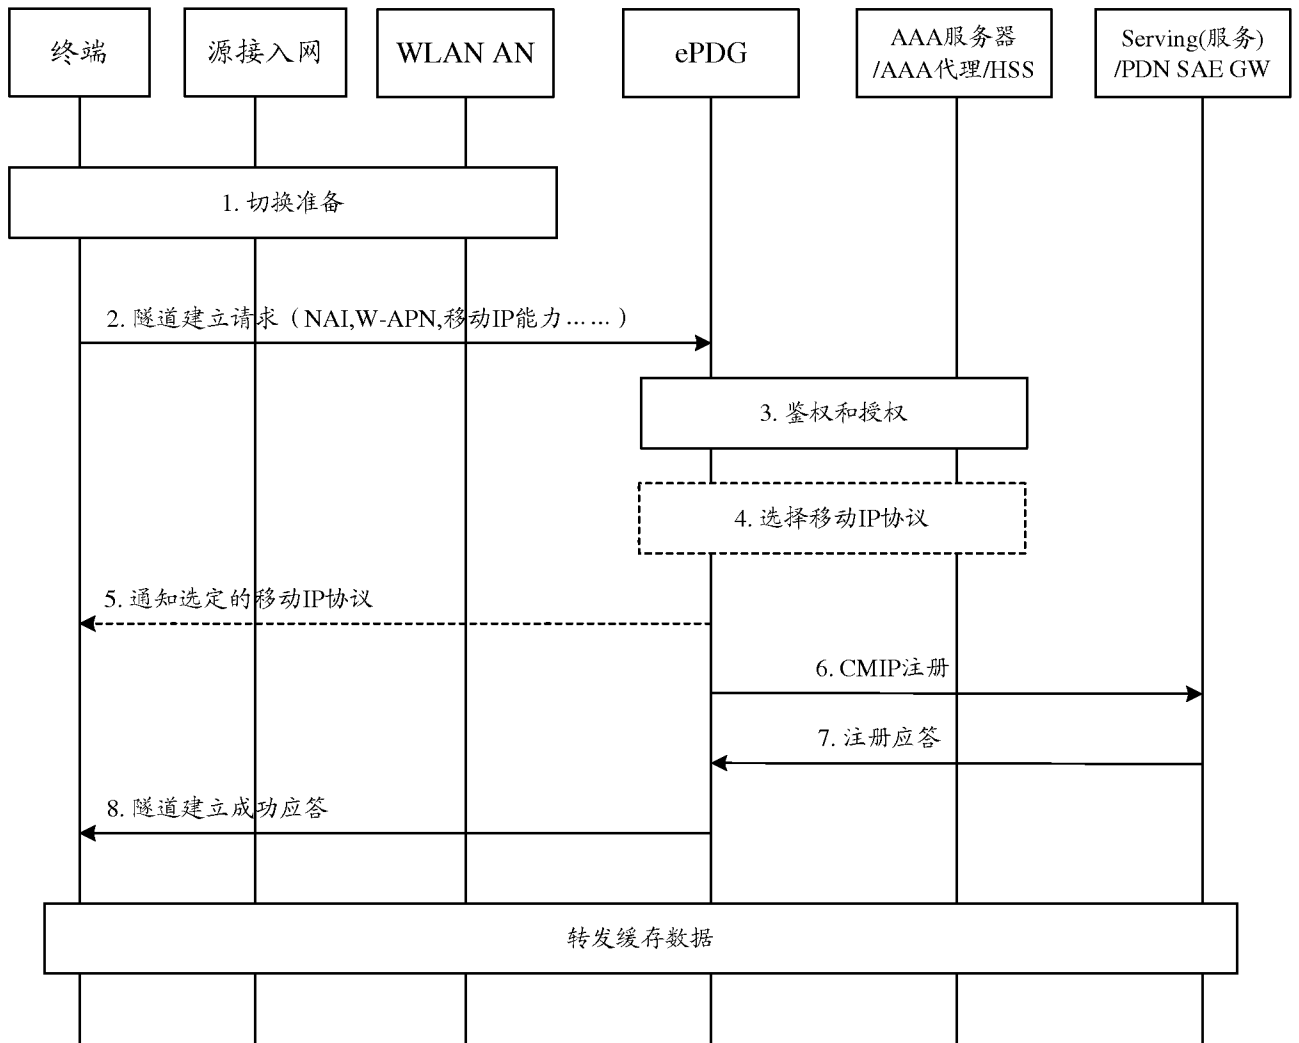 终端
源接入网
WLAN AN
ePDG
AAA服务器
/AAA代理/HSS
Serving(服务)
/PDN SAE GW
1. 切换准备
2. 隧道建立请求（NAI,W-APN,移动IP能力……）
3. 鉴权和授权
4. 选择移动IP协议
5. 通知选定的移动IP协议
6. CMIP注册
7. 注册应答
8. 隧道建立成功应答
转发缓存数据